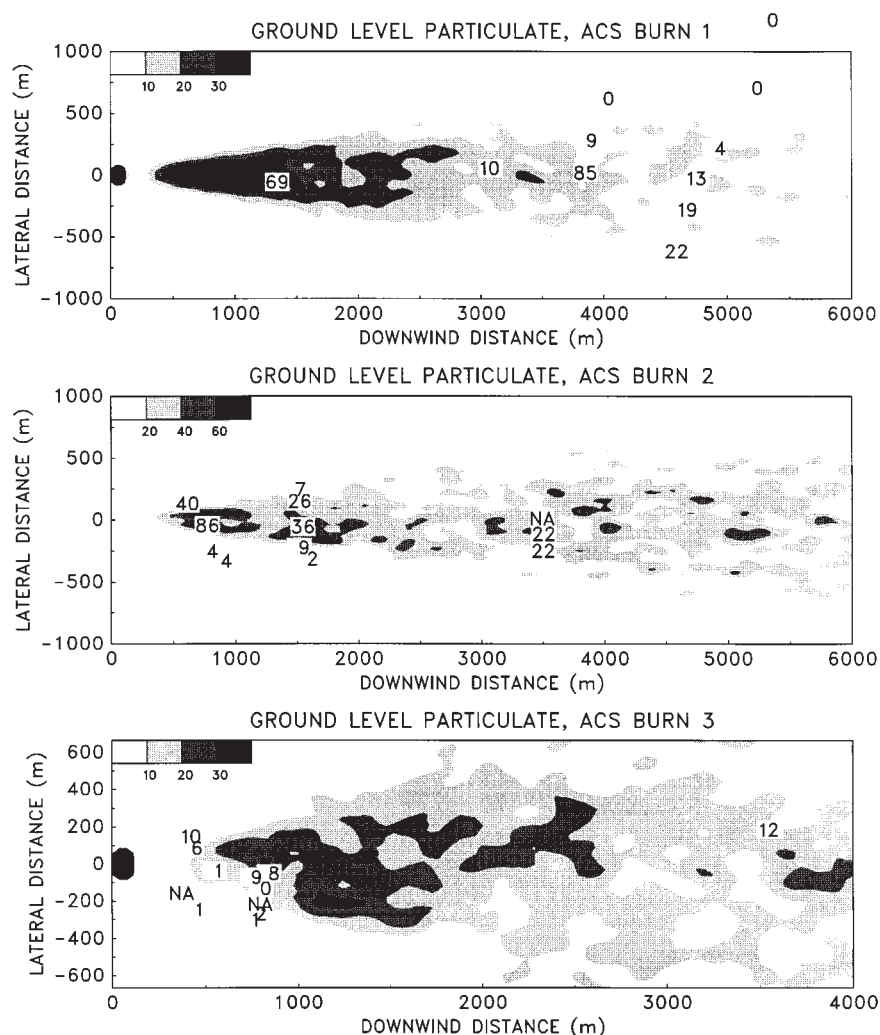 GROUND LEVEL PARTICULATE, ACS BURN 1
0
1000
10 20 30
0
0
500
9
4
10
85
0
69
13
19
-500
22
-1000
0 1000 2000 3000 4000 5000 6000
LATERAL DISTANCE (m)
DOWNWIND DISTANCE (m)
GROUND LEVEL PARTICULATE, ACS BURN 2
1000
20 40 60
500
7
40 26
0
86 36 NA
22
4 9 22
4 2
-500
-1000
0 1000 2000 3000 4000 5000 6000
LATERAL DISTANCE (m)
DOWNWIND DISTANCE (m)
GROUND LEVEL PARTICULATE, ACS BURN 3
600
10 20 30
400
200
10 12
6
0
1 8
9
0
NA NA
-200
1 2
1
-400
-600
0 1000 2000 3000 4000
LATERAL DISTANCE (m)
DOWNWIND DISTANCE (m)